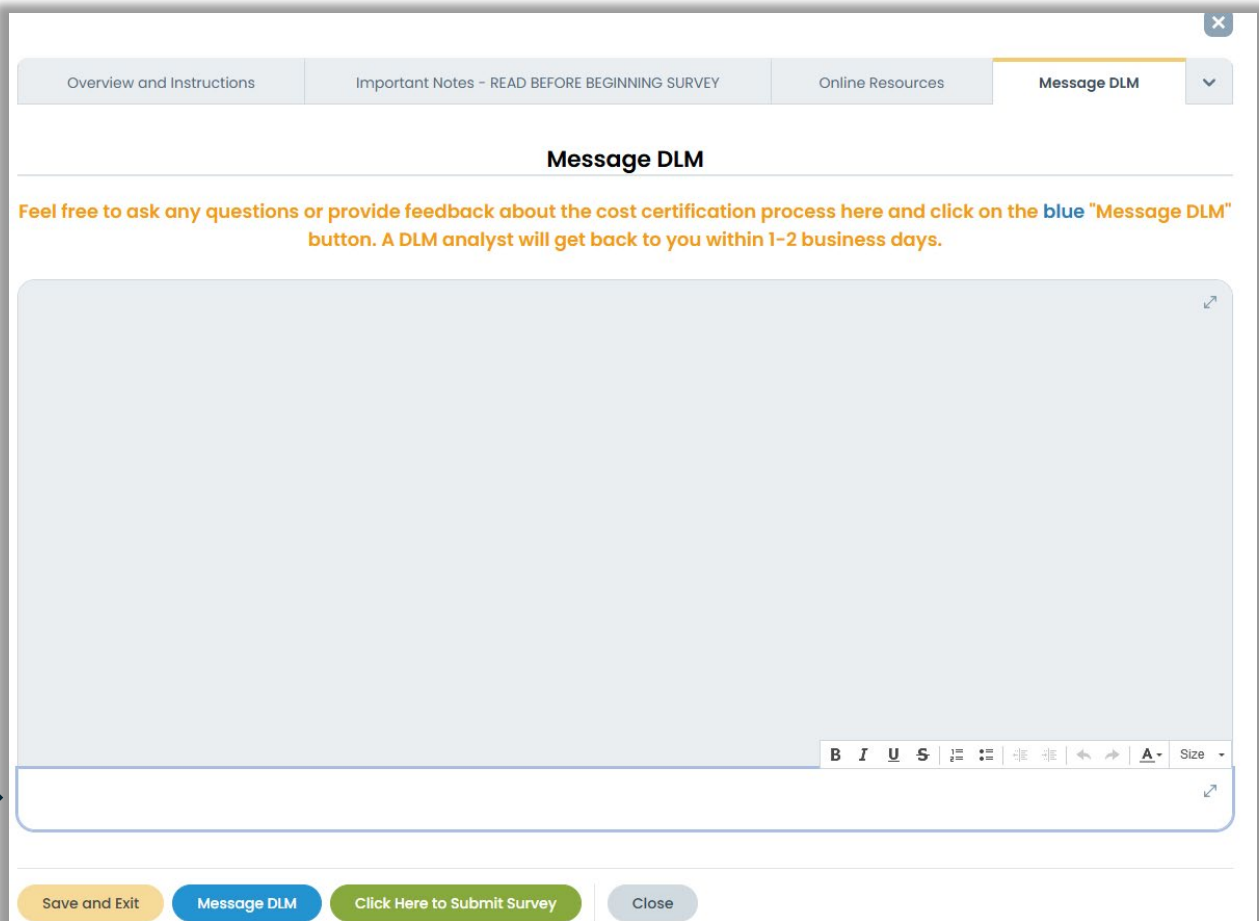 Overview and Instructions
Important Notes - READ BEFORE BEGINNING SURVEY
Online Resources
Message DLM
Message DLM
Feel free to ask any questions or provide feedback about the cost certification process here and click on the blue "Message DLM"
button. A DLM analyst will get back to you within 1-2 business days.
B I U S A Size
Save and Exit
Message DLM
Click Here to Submit Survey
Close